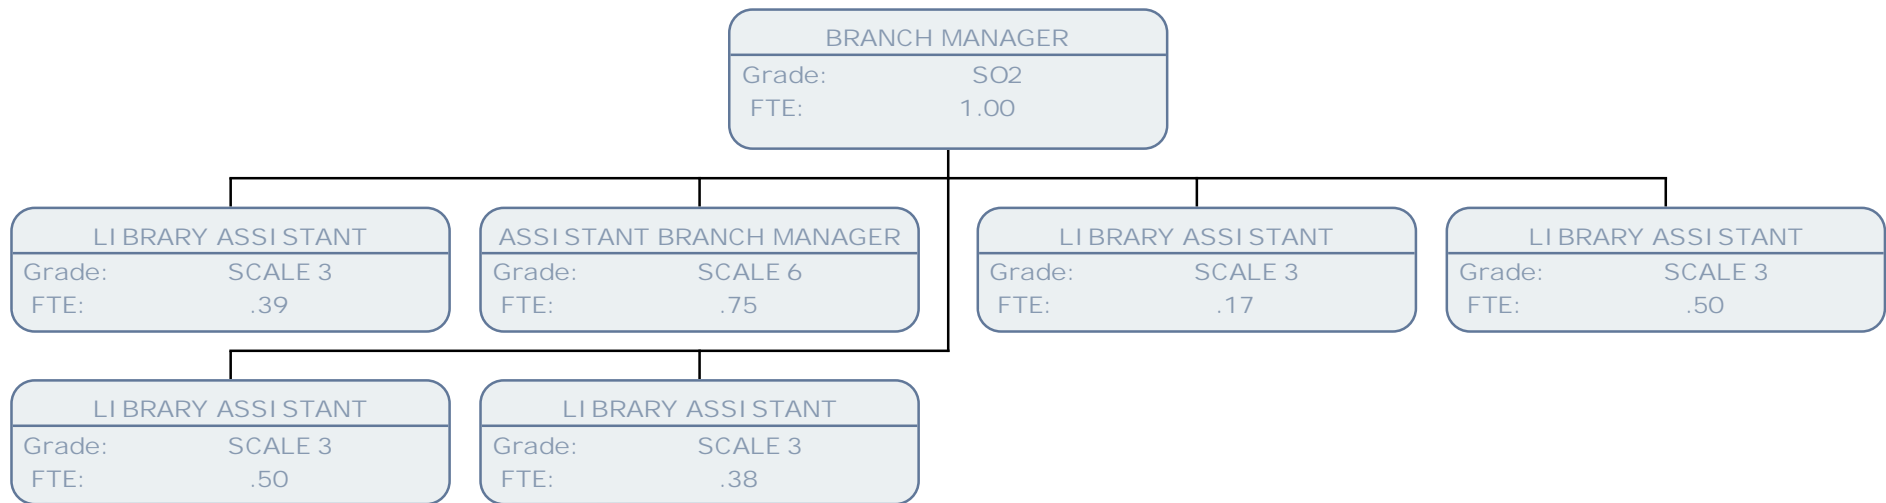 BRANCH MANAGER
Grade: SO2
FTE: 1.00
LIBRARY ASSISTANT
Grade: SCALE 3
FTE: .39
ASSISTANT BRANCH MANAGER
Grade: SCALE 6
FTE: .75
LIBRARY ASSISTANT
Grade: SCALE 3
FTE: .17
LIBRARY ASSISTANT
Grade: SCALE 3
FTE: .50
LIBRARY ASSISTANT
Grade: SCALE 3
FTE: .50
LIBRARY ASSISTANT
Grade: SCALE 3
FTE: .38